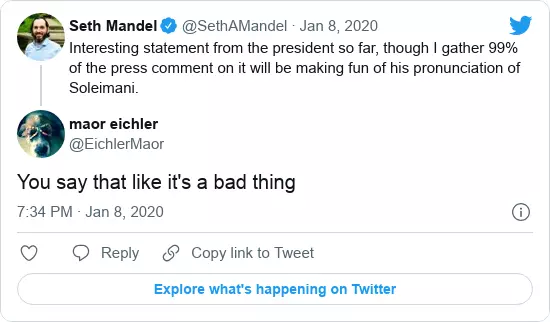 Seth Mandel @SethAMandel · Jan 8, 2020
Interesting statement from the president so far, though I gather 99%
of the press comment on it will be making fun of his pronunciation of
Soleimani.
maor eichler
@EichlerMaor
You say that like it's a bad thing
7:34 PM · Jan 8, 2020
Reply Copy link to Tweet
Explore what's happening on Twitter